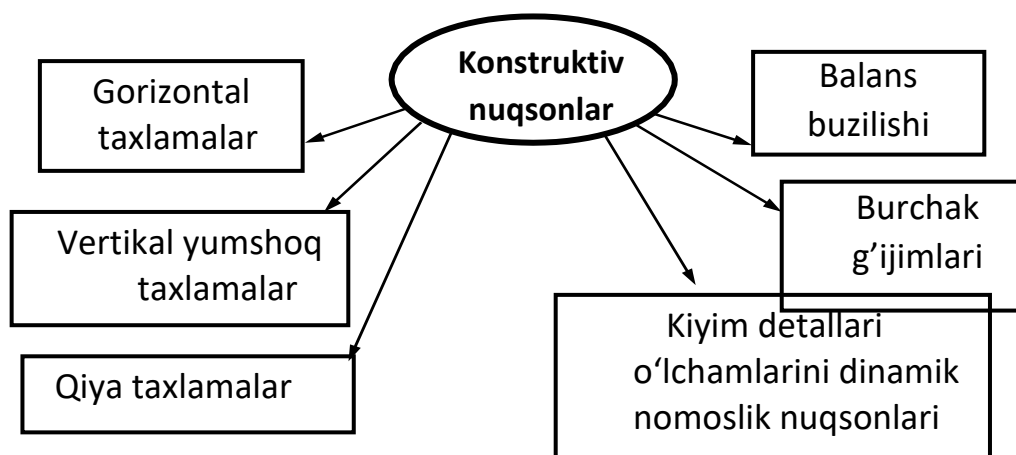 Konstruktiv
nuqsonlar
Gorizontal
taxlamalar
Vertikal yumshoq
taxlamalar
Qiya taxlamalar
Balans
buzilishi
Burchak
g’ijimlari
Kiyim detallari
o‘lchamlarini dinamik
nomoslik nuqsonlari